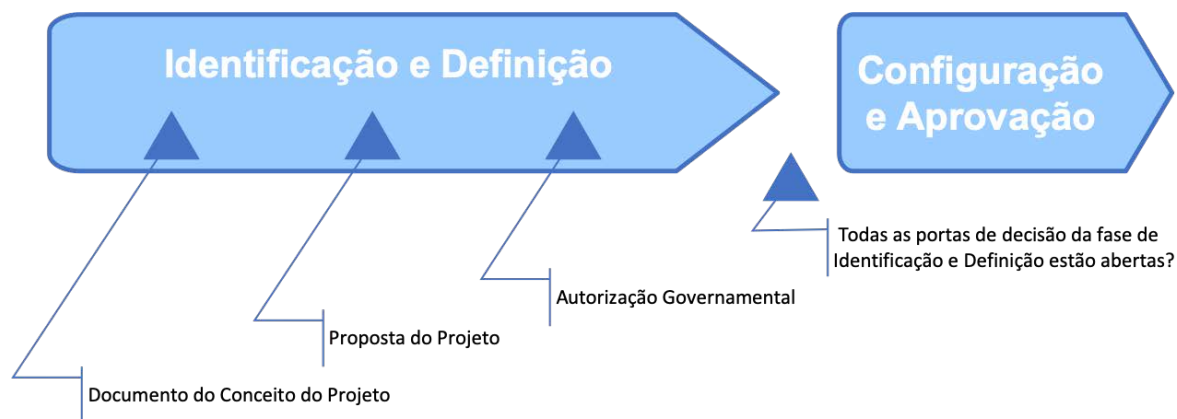 Identificação e Definição
Configuração
e Aprovação
Todas as portas de decisão da fase de
Identificação e Definição estão abertas?
Autorização Governamental
Proposta do Projeto
Documento do Conceito do Projeto